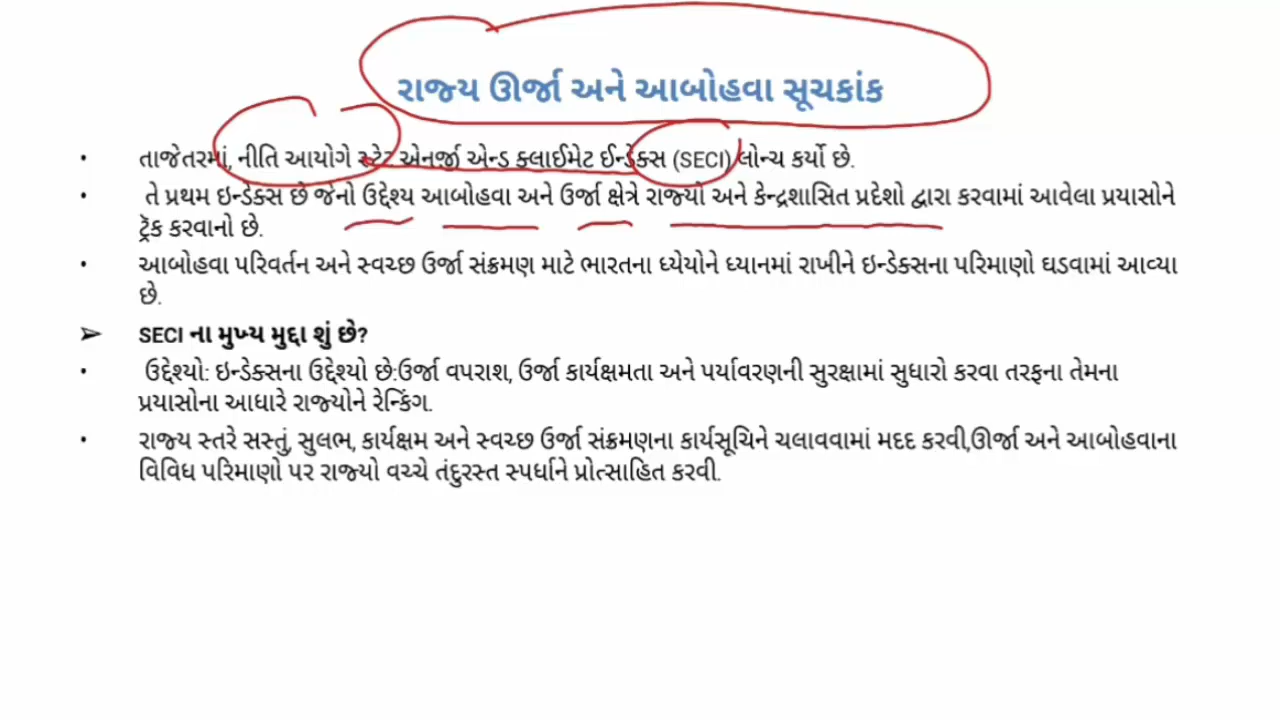 રાજ્ય ઊર્જા અને આબોહવા સૂચકાંક
• તાજેતરમાં, નીતિ આયોગે સ્ટેટ એનર્જી એન્ડ ક્લાઈમેટ ઈન્ડેક્સ (SECI) લોન્ચ કર્યો છે.
• તે પ્રથમ ઇન્ડેક્સ છે જેનો ઉદ્દેશ્ય આબોહવા અને ઉર્જા ક્ષેત્રે રાજ્યો અને કેન્દ્રશાસિત પ્રદેશો દ્વારા કરવામાં આવેલા પ્રયાસોને
ટ્રૅક કરવાનો છે.
• આબોહવા પરિવર્તન અને સ્વચ્છ ઉર્જા સંક્રમણ માટે ભારતના ધ્યેયોને ધ્યાનમાં રાખીને ઇન્ડેક્સના પરિમાણો ઘડવામાં આવ્યા
છે.
➢ SECI ના મુખ્ય મુદ્દા શું છે?
• ઉદ્દેશ્યો: ઇન્ડેક્સના ઉદ્દેશ્યો છે:ઉર્જા વપરાશ, ઉર્જા કાર્યક્ષમતા અને પર્યાવરણની સુરક્ષામાં સુધારો કરવા તરફના તેમના
પ્રયાસોના આધારે રાજ્યોને રેન્કિંગ.
• રાજ્ય સ્તરે સસ્તું, સુલભ, કાર્યક્ષમ અને સ્વચ્છ ઉર્જા સંક્રમણના કાર્યસૂચિને ચલાવવામાં મદદ કરવી,ઊર્જા અને આબોહવાના
વિવિધ પરિમાણો પર રાજ્યો વચ્ચે તંદુરસ્ત સ્પર્ધાને પ્રોત્સાહિત કરવી.